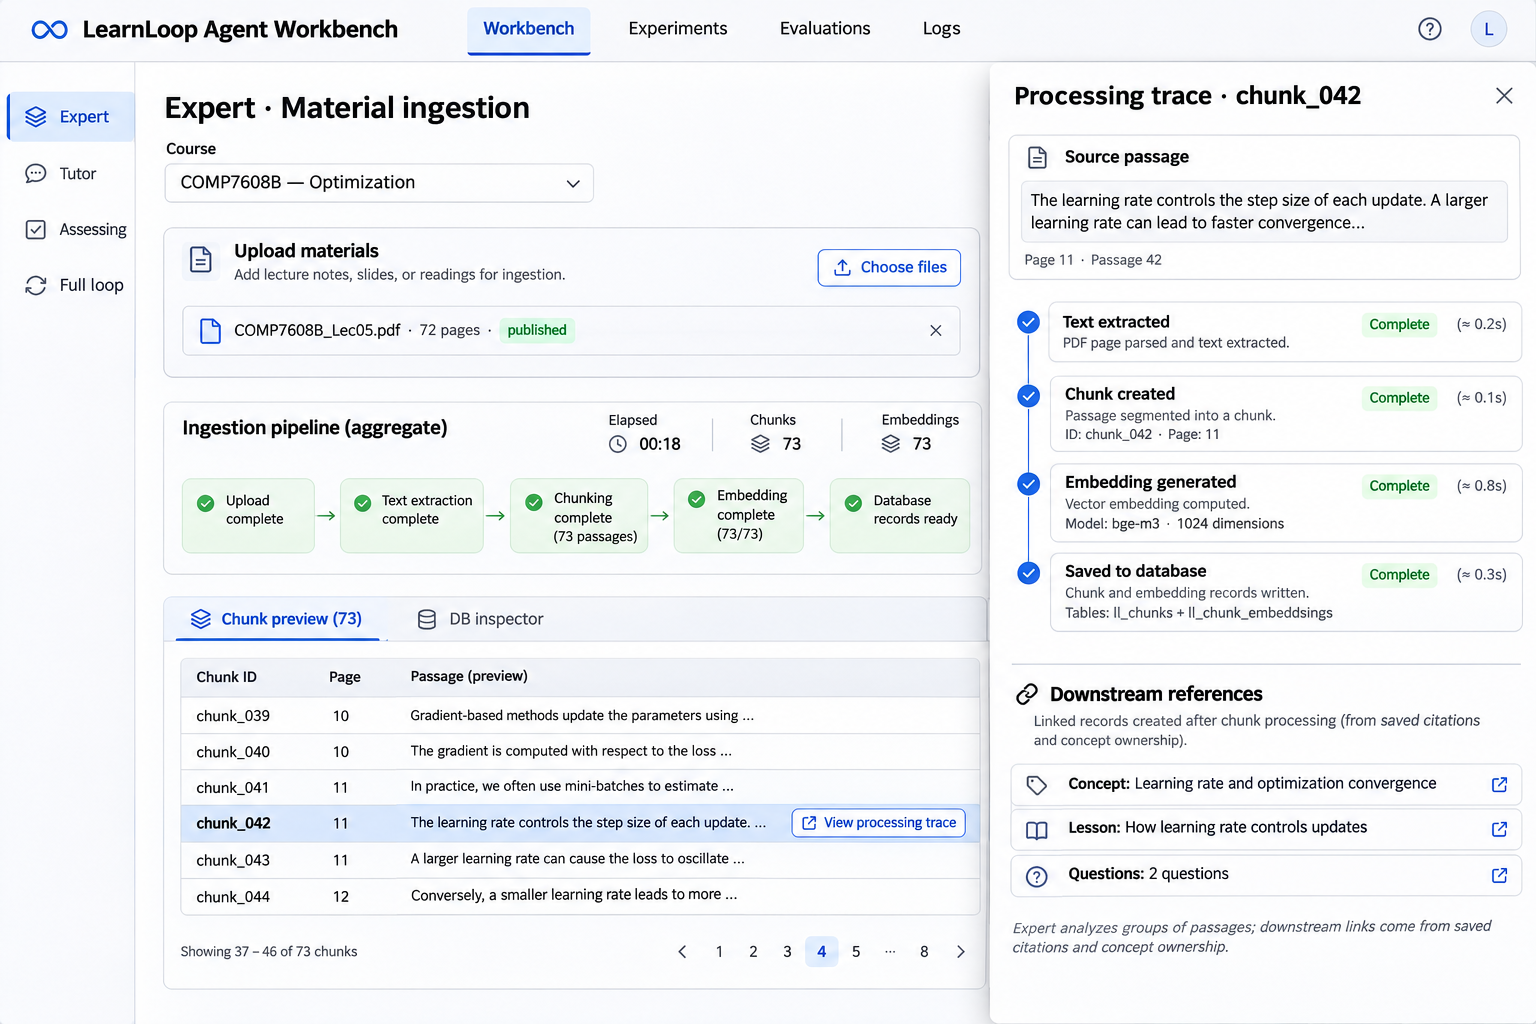 LearnLoop Agent Workbench
Workbench
Experiments
Evaluations
Logs
L
Expert
Tutor
Assessing
Full loop
Expert · Material ingestion
Course
COMP7608B — Optimization
Upload materials
Add lecture notes, slides, or readings for ingestion.
Choose files
COMP7608B_Lec05.pdf · 72 pages · published
Ingestion pipeline (aggregate)
Elapsed
00:18
Chunks
73
Embeddings
73
Upload
complete
Text extraction
complete
Chunking
complete
(73 passages)
Embedding
complete
(73/73)
Database
records ready
Chunk preview (73)
DB inspector
Chunk ID Page Passage (preview)
chunk_039 10 Gradient-based methods update the parameters using ...
chunk_040 10 The gradient is computed with respect to the loss ...
chunk_041 11 In practice, we often use mini-batches to estimate ...
chunk_042 11 The learning rate controls the step size of each update. ... View processing trace
chunk_043 11 A larger learning rate can cause the loss to oscillate ...
chunk_044 12 Conversely, a smaller learning rate leads to more ...
Showing 37 – 46 of 73 chunks
1 2 3 4 5 ... 8
Processing trace · chunk_042
Source passage
The learning rate controls the step size of each update. A larger
learning rate can lead to faster convergence...
Page 11 · Passage 42
Text extracted
Complete (≈ 0.2s)
PDF page parsed and text extracted.
Chunk created
Complete (≈ 0.1s)
Passage segmented into a chunk.
ID: chunk_042 · Page: 11
Embedding generated
Complete (≈ 0.8s)
Vector embedding computed.
Model: bge-m3 · 1024 dimensions
Saved to database
Complete (≈ 0.3s)
Chunk and embedding records written.
Tables: ll_chunks + ll_chunk_embeddsings
Downstream references
Linked records created after chunk processing (from saved citations
and concept ownership).
Concept: Learning rate and optimization convergence
Lesson: How learning rate controls updates
Questions: 2 questions
Expert analyzes groups of passages; downstream links come from saved
citations and concept ownership.